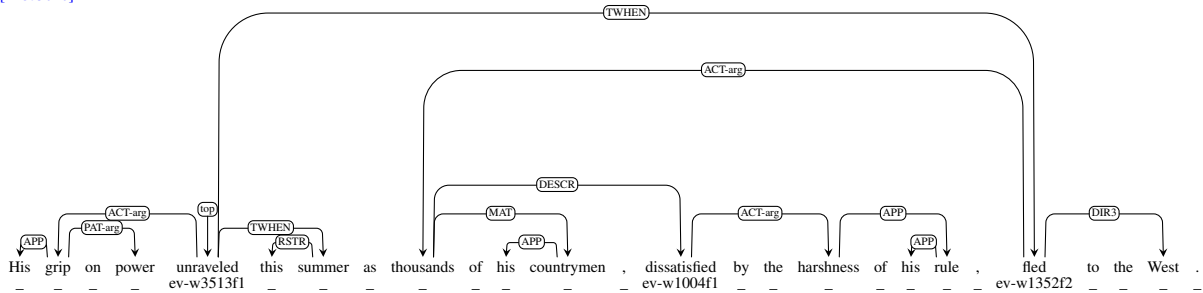 TWHEN
ACT-arg
DESCR
ACT-arg top MAT ACT-arg APP DIR3
PAT-arg TWHEN
APP RSTR APP APP
His grip on power unraveled this summer as thousands of his countrymen , dissatisfied by the harshness of his rule , fled to the West .
_ _ _ _ ev-w3513f1 _ _ _ _ _ _ _ _ ev-w1004f1 _ _ _ _ _ _ _ ev-w1352f2 _ _ _ _